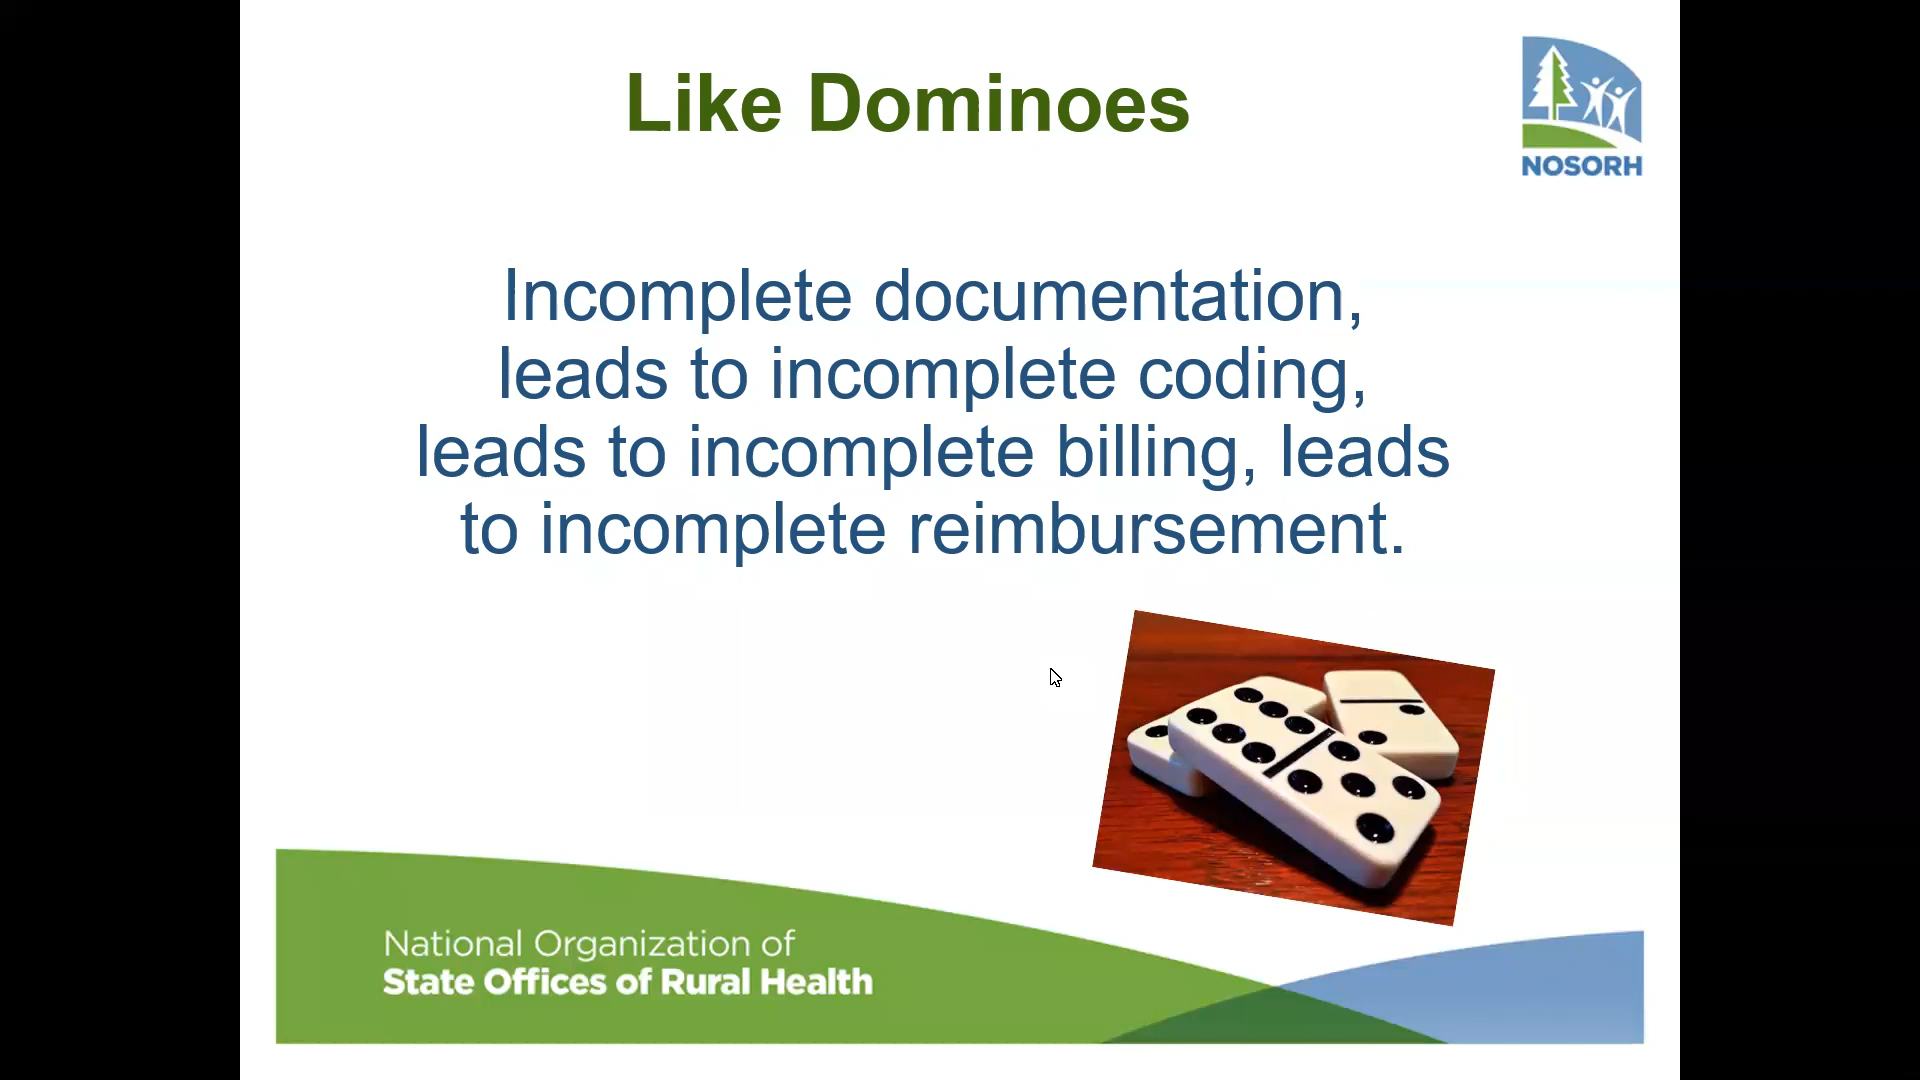 Like Dominoes
NOSORH
Incomplete documentation,
leads to incomplete coding,
leads to incomplete billing, leads
to incomplete reimbursement.
National Organization of
State Offices of Rural Health